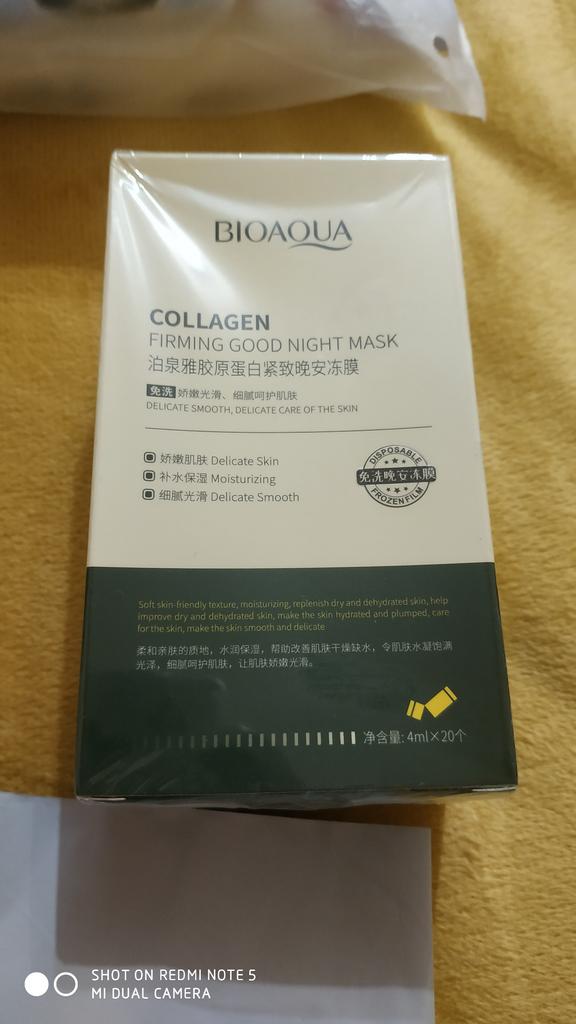 BIOAQUA
COLLAGEN
FIRMING GOOD NIGHT MASK
泊泉雅胶原蛋白紧致晚安冻膜
免洗 娇嫩光滑、细腻呵护肌肤
DELICATE SMOOTH, DELICATE CARE OF THE SKIN
娇嫩肌肤 Delicate Skin
补水保湿 Moisturizing
细腻光滑 Delicate Smooth
DISPOSABLE
免洗晚安冻膜
FROZEN FILM
Soft skin-friendly texture, moisturizing, replenish dry and dehydrated skin, help
improve dry and dehydrated skin, make the skin hydrated and plumped, care
for the skin, make the skin smooth and delicate
柔和亲肤的质地，水润保湿，帮助改善肌肤干燥缺水，令肌肤水凝饱满
光泽，细腻呵护肌肤，让肌肤娇嫩光滑。
净含量: 4ml×20个
SHOT ON REDMI NOTE 5
MI DUAL CAMERA